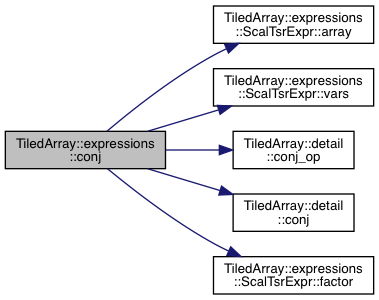 TiledArray::expressions
::ScalTsrExpr::array
TiledArray::expressions
::ScalTsrExpr::vars
TiledArray::expressions
::conj
TiledArray::detail
::conj_op
TiledArray::detail
::conj
TiledArray::expressions
::ScalTsrExpr::factor